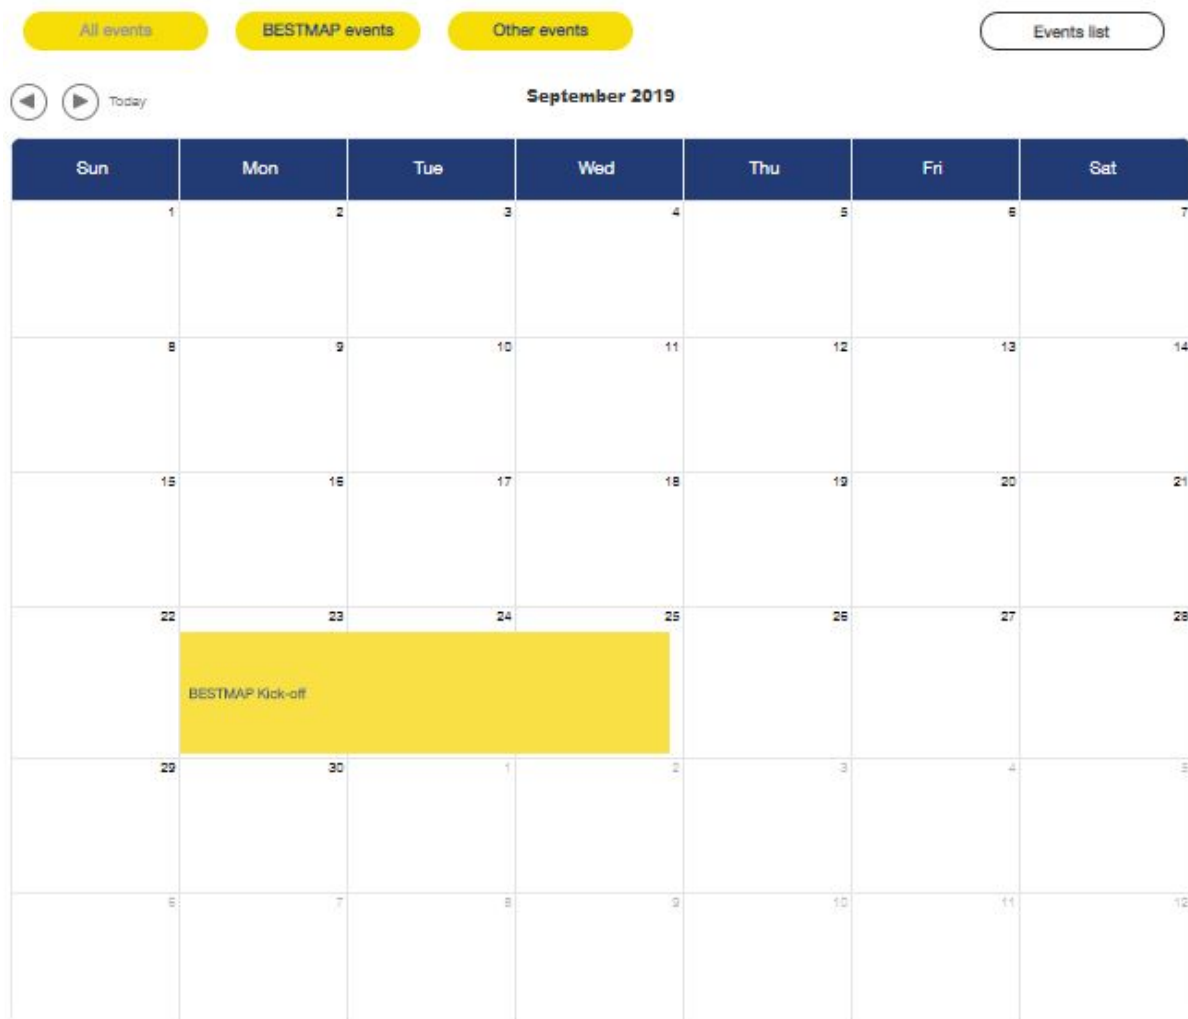 All events BESTMAP events Other events Events list
Today September 2019
Sun Mon Tue Wed Thu Fri Sat
1 2 3 4 5 6 7
8 9 10 11 12 13 14
15 16 17 18 19 20 21
22 23 24 25 26 27 28
BESTMAP Kick-off
29 30 1 2 3 4 5
6 7 8 9 10 11 12